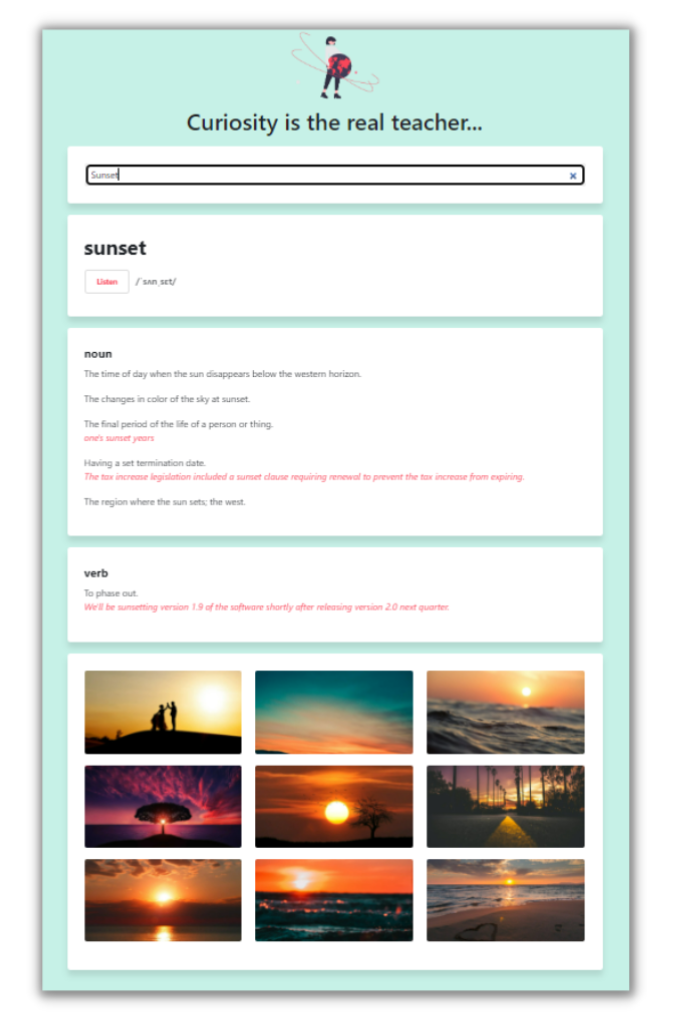 Curiosity is the real teacher...
Sunset
sunset
Listen /ˈsʌnˌsɛt/
noun
The time of day when the sun disappears below the western horizon.
The changes in color of the sky at sunset.
The final period of the life of a person or thing.
one's sunset years
Having a set termination date.
The tax increase legislation included a sunset clause requiring renewal to prevent the tax increase from expiring.
The region where the sun sets; the west.
verb
To phase out.
We'll be sunsetting version 1.9 of the software shortly after releasing version 2.0 next quarter.